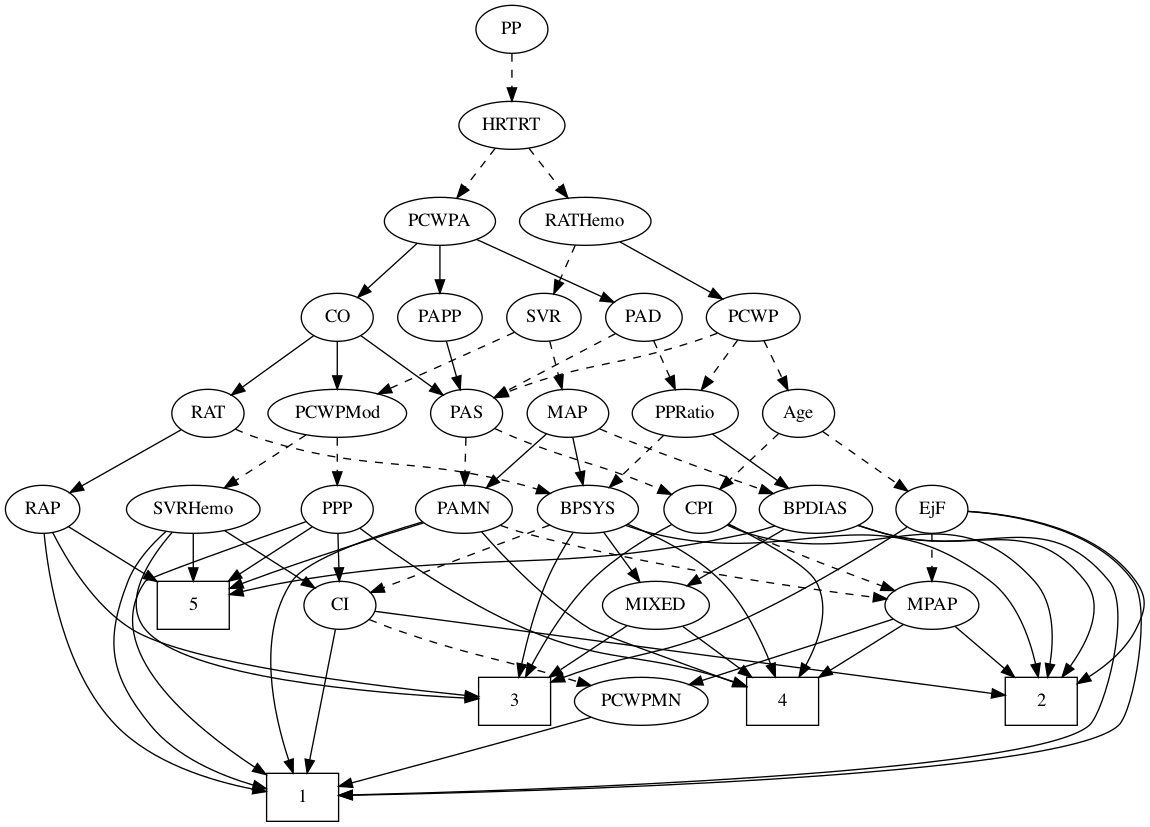 PP
HRTRT
PCWPA RATHemo
CO PAPP SVR PAD PCWP
RAT PCWPMod PAS MAP PPRatio Age
RAP SVRHemo PPP PAMN BPSYS CPI BPDIAS EjF
5 CI MIXED MPAP
3 PCWPMN 4 2
1